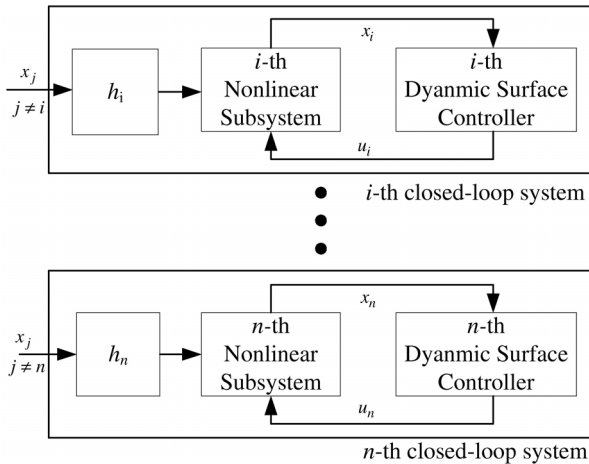 x_i
i-th
Nonlinear
Subsystem
i-th
Dyanmic Surface
Controller
x_j
j ≠ i
h_i
u_i
i-th closed-loop system
x_n
n-th
Nonlinear
Subsystem
n-th
Dyanmic Surface
Controller
x_j
j ≠ n
h_n
u_n
n-th closed-loop system